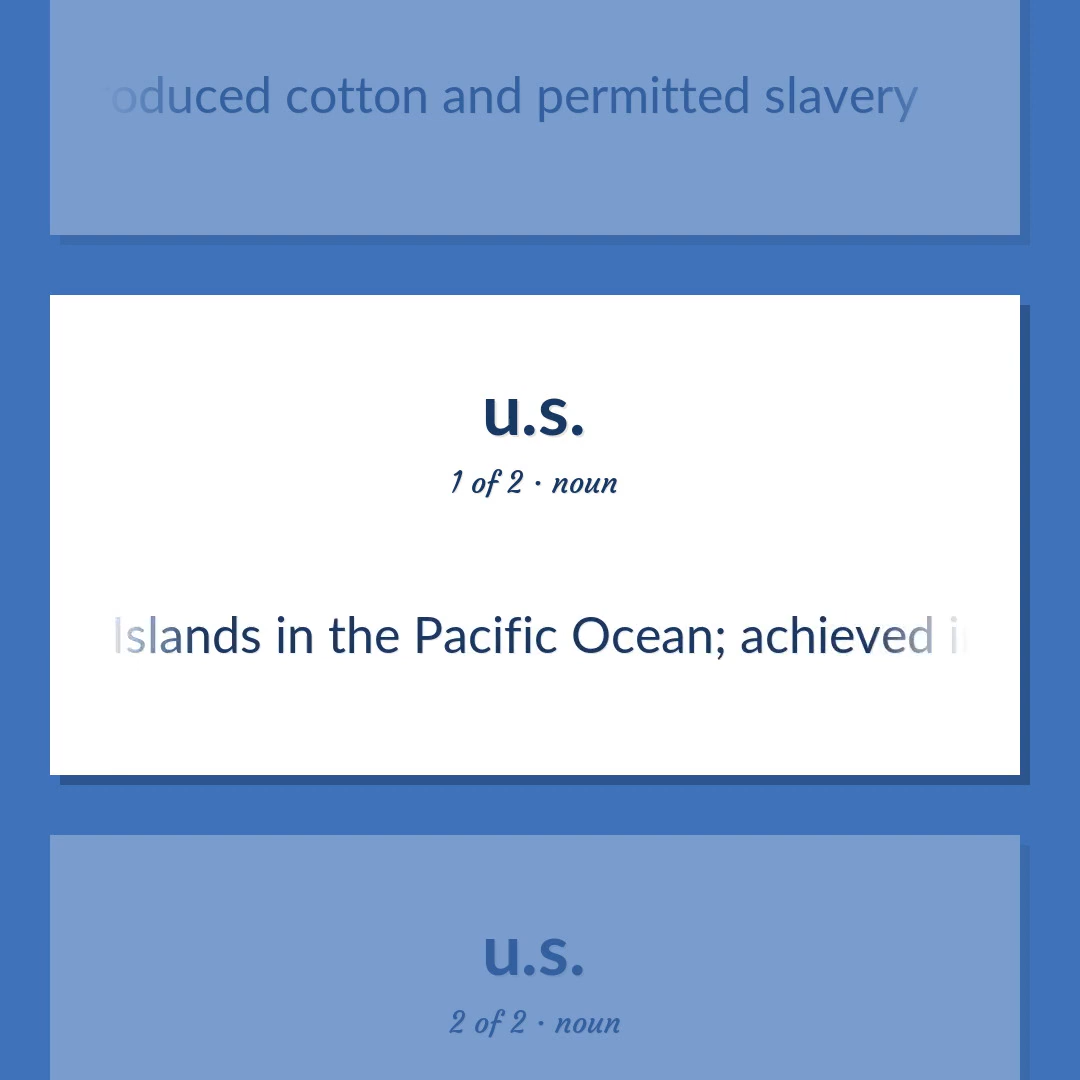 oduced cotton and permitted slavery
u.s.
1 of 2 · noun
Islands in the Pacific Ocean; achieved
u.s.
2 of 2 · noun